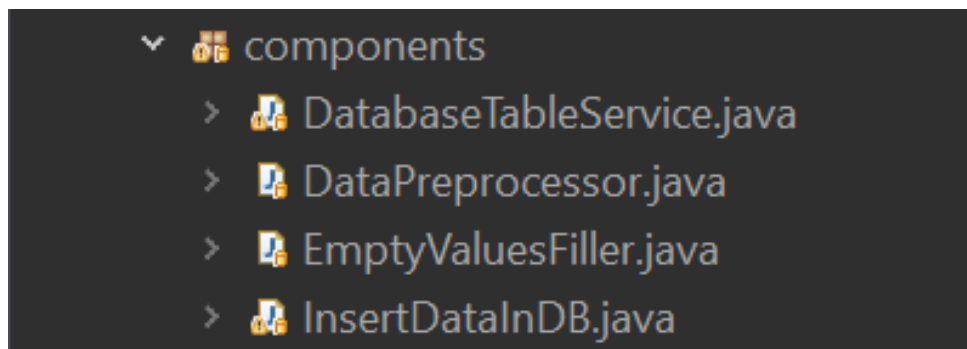 components
DatabaseTableService.java
DataPreprocessor.java
EmptyValuesFiller.java
InsertDataInDB.java